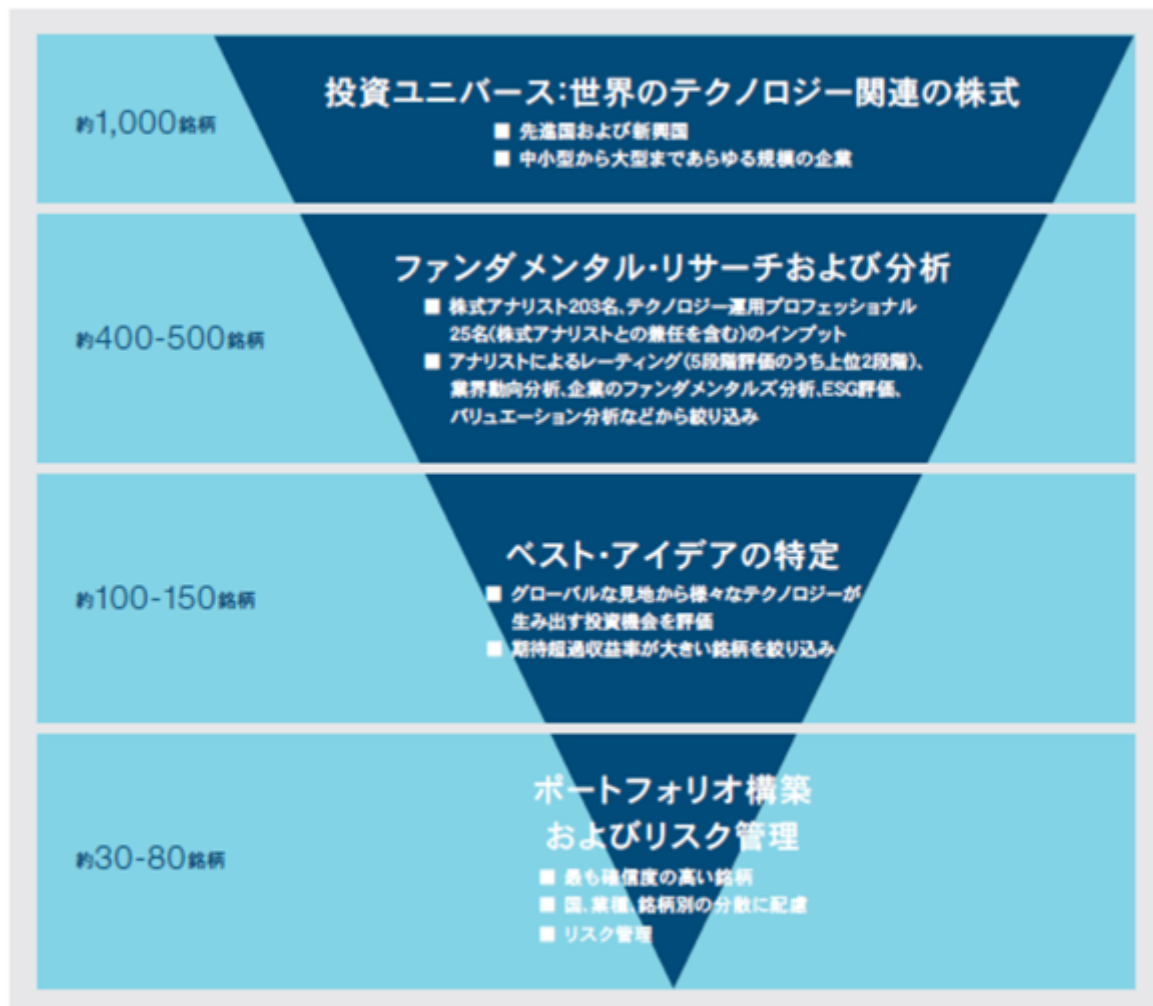 約1,000銘柄
投資ユニバース:世界のテクノロジー関連の株式
■ 先進国および新興国
■ 中小型から大型まであらゆる規模の企業
約400-500銘柄
ファンダメンタル・リサーチおよび分析
■ 株式アナリスト203名、テクノロジー運用プロフェッショナル
25名(株式アナリストとの兼任を含む)のインプット
■ アナリストによるレーティング(5段階評価のうち上位2段階)、
業界動向分析、企業のファンダメンタルズ分析、ESG評価、
バリュエーション分析などから絞り込み
約100-150銘柄
ベスト・アイデアの特定
■ グローバルな見地から様々なテクノロジーが
生み出す投資機会を評価
■ 期待超過収益率が大きい銘柄を絞り込み
約30-80銘柄
ポートフォリオ構築
およびリスク管理
■ 最も確信度の高い銘柄
■ 国、業種、銘柄別の分散に配慮
■ リスク管理